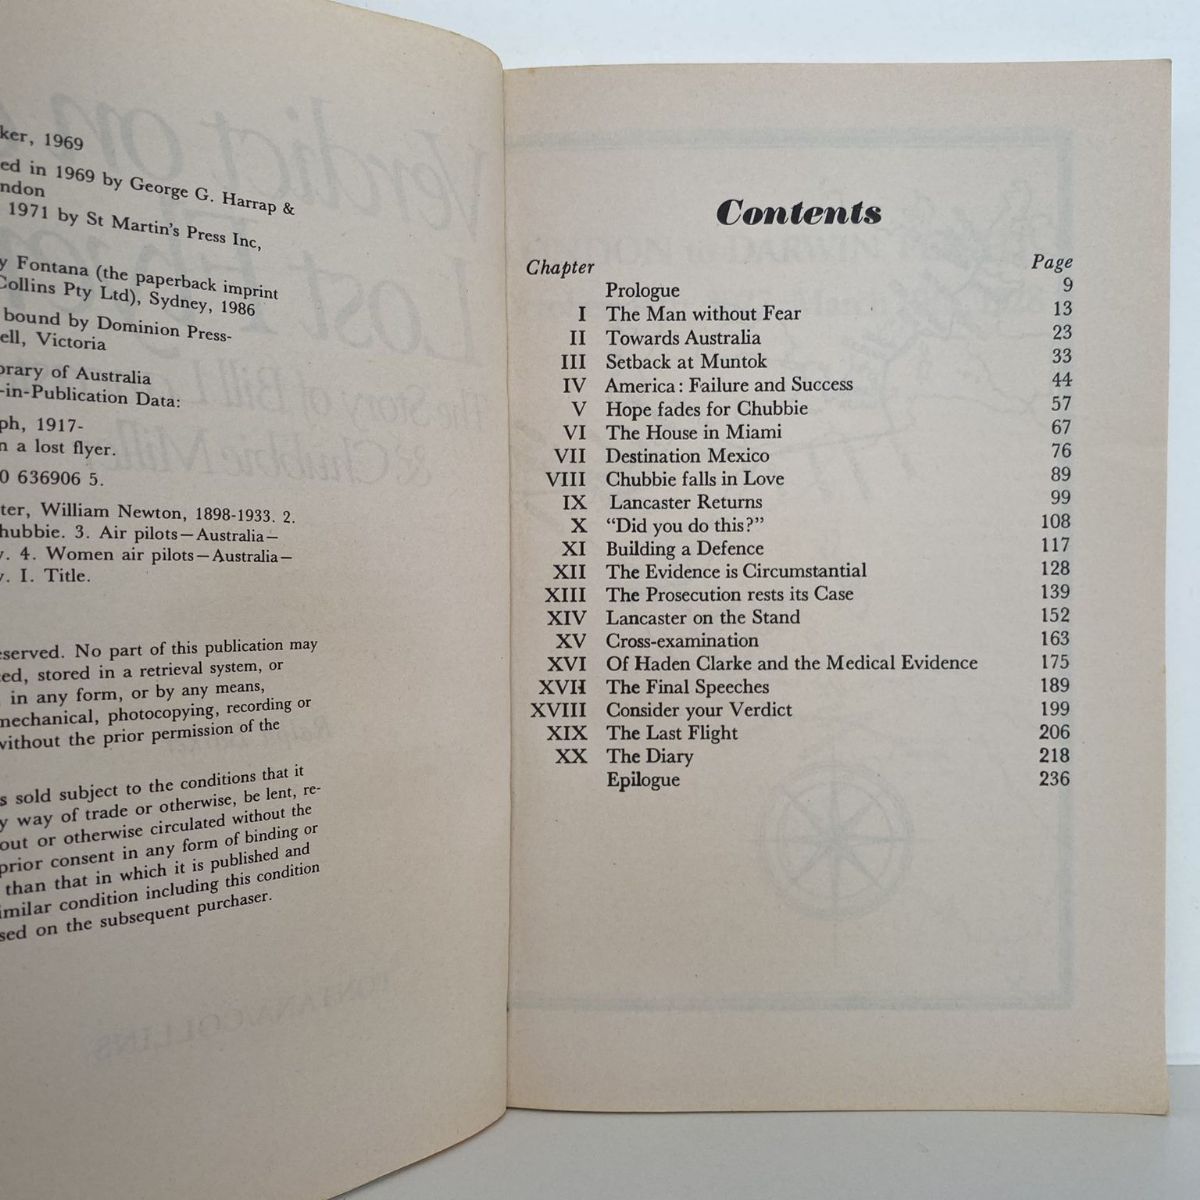 ker, 1969
ed in 1969 by George G. Harrap &
ndon
1971 by St Martin's Press Inc,
y Fontana (the paperback imprint
Collins Pty Ltd), Sydney, 1986
bound by Dominion Press-
ell, Victoria
brary of Australia
-in-Publication Data:
ph, 1917-
n a lost flyer.
0 636906 5.
ter, William Newton, 1898-1933. 2.
hubbie. 3. Air pilots—Australia—
y. 4. Women air pilots—Australia—
y. I. Title.
eserved. No part of this publication may
ced, stored in a retrieval system, or
, in any form, or by any means,
mechanical, photocopying, recording or
without the prior permission of the
s sold subject to the conditions that it
y way of trade or otherwise, be lent, re-
out or otherwise circulated without the
prior consent in any form of binding or
than that in which it is published and
imilar condition including this condition
sed on the subsequent purchaser.
Contents
Chapter Page
Prologue 9
I The Man without Fear 13
II Towards Australia 23
III Setback at Muntok 33
IV America: Failure and Success 44
V Hope fades for Chubbie 57
VI The House in Miami 67
VII Destination Mexico 76
VIII Chubbie falls in Love 89
IX Lancaster Returns 99
X "Did you do this?" 108
XI Building a Defence 117
XII The Evidence is Circumstantial 128
XIII The Prosecution rests its Case 139
XIV Lancaster on the Stand 152
XV Cross-examination 163
XVI Of Haden Clarke and the Medical Evidence 175
XVII The Final Speeches 189
XVIII Consider your Verdict 199
XIX The Last Flight 206
XX The Diary 218
Epilogue 236